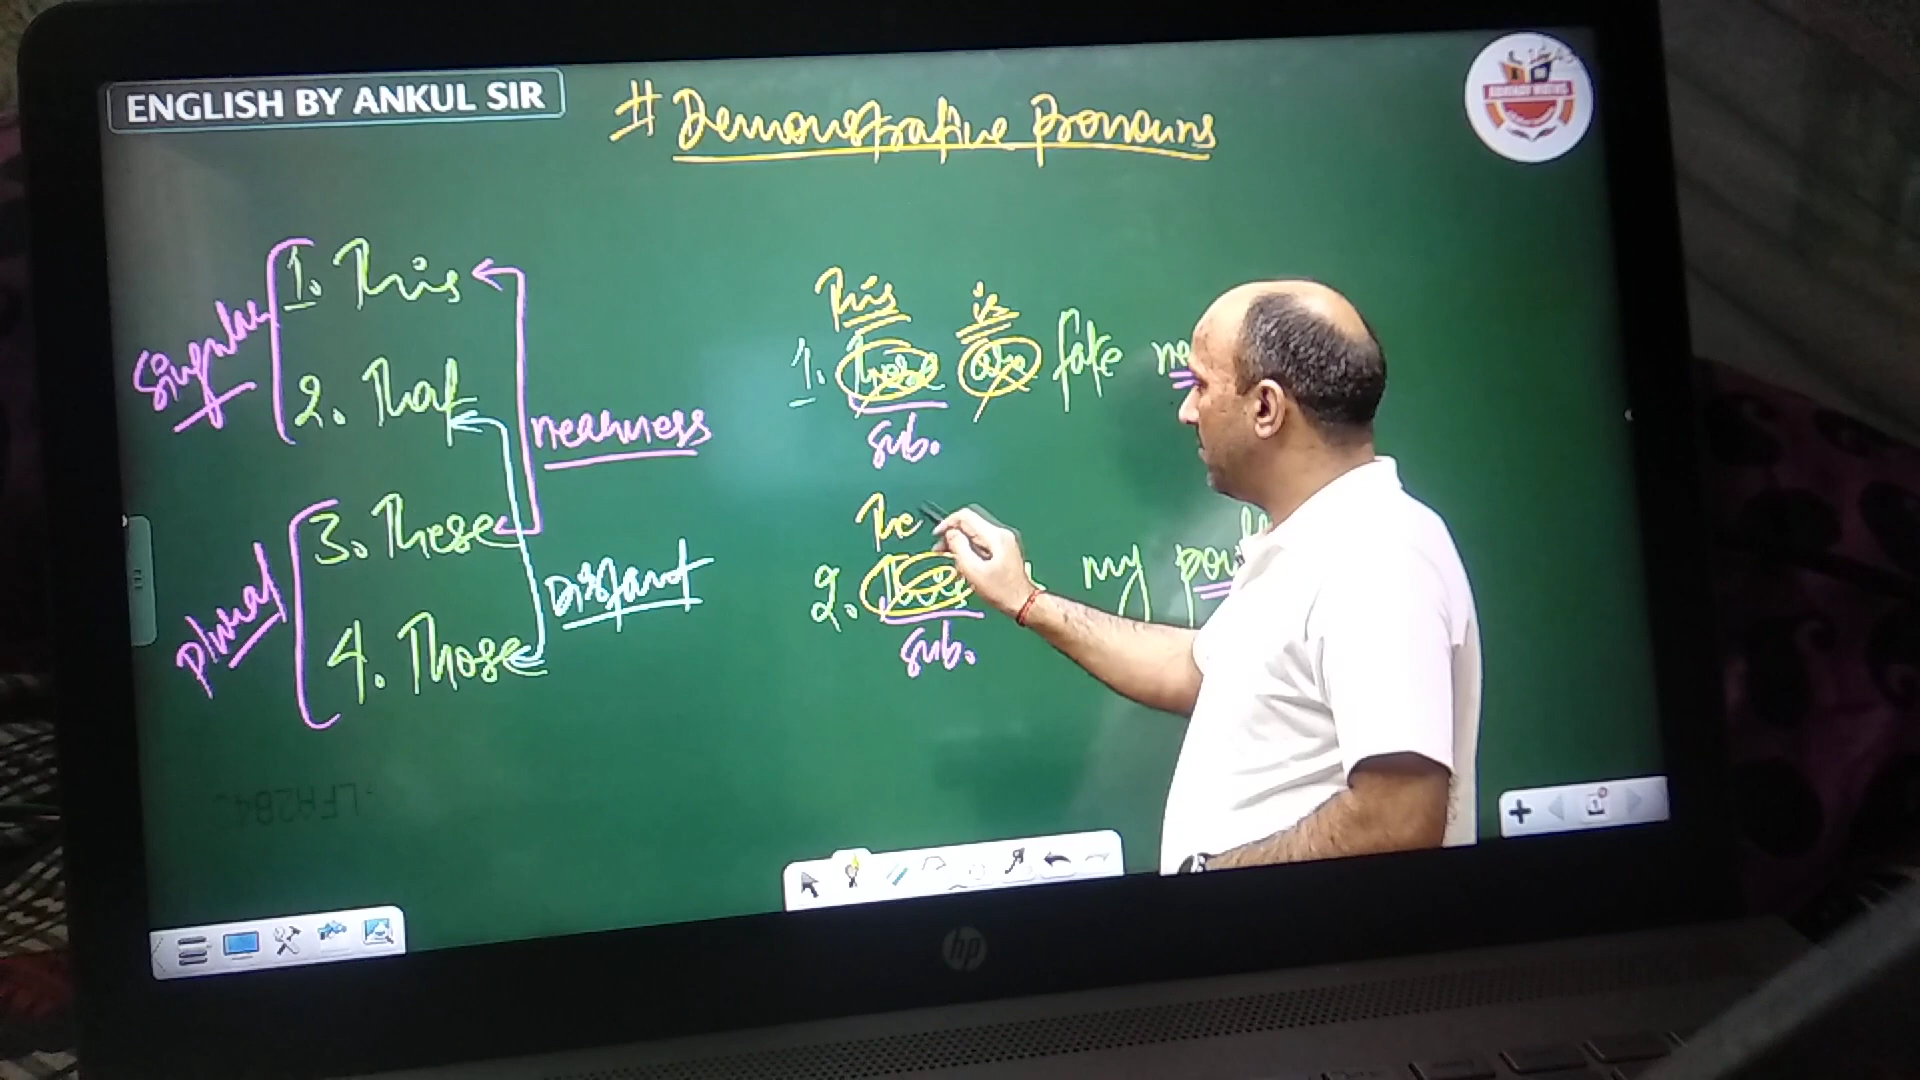 ENGLISH BY ANKUL SIR
# Demonstrative Pronouns
Singular
1. This
2. That
nearness
plural
3. These
4. Those
Distant
This is
1. fake
sub.
The
2. my
sub.
hp